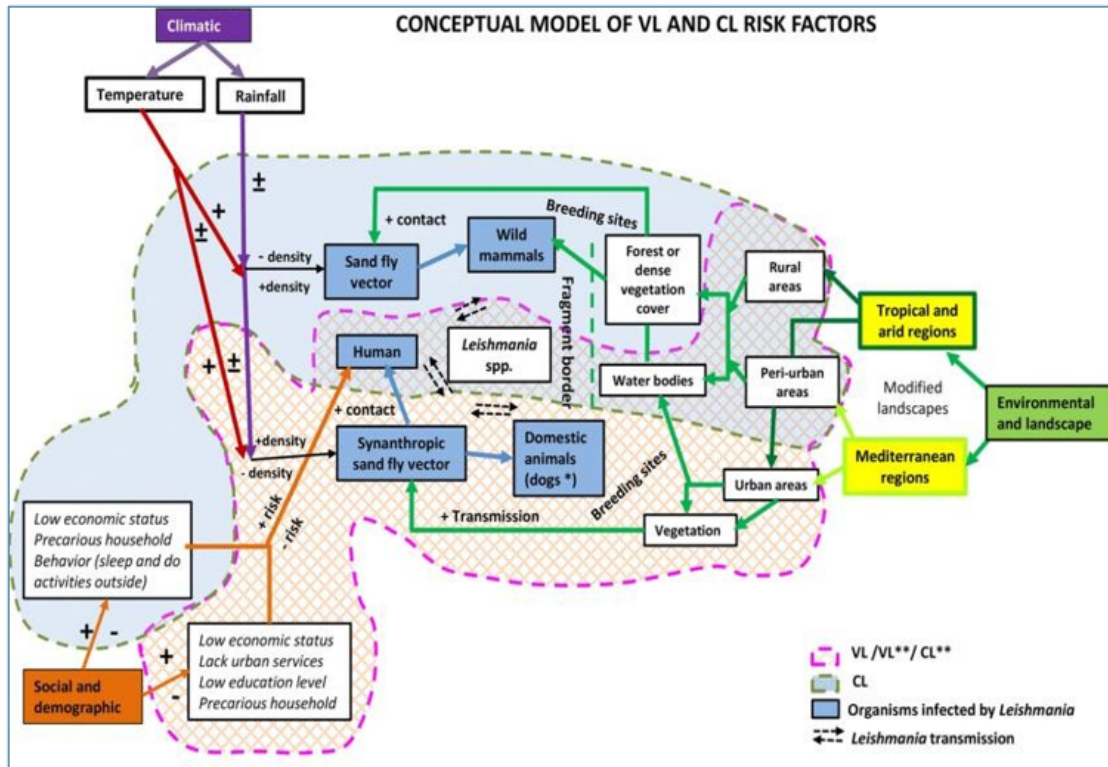 CONCEPTUAL MODEL OF VL AND CL RISK FACTORS
Climatic
Temperature
Rainfall
±
+
±
+ contact
Breeding sites
- density
+density
Sand fly
vector
Wild
mammals
Forest or
dense
vegetation
cover
Rural
areas
Tropical and
arid regions
Fragment border
Human
Leishmania
spp.
Water bodies
Peri-urban
areas
Modified
landscapes
Environmental
and landscape
+
±
+ contact
+density
- density
Synanthropic
sand fly vector
Domestic
animals
(dogs *)
Mediterranean
regions
Urban areas
Breeding sites
+ Transmission
Vegetation
+ risk
- risk
Low economic status
Precarious household
Behavior (sleep and do
activities outside)
+ -
Social and
demographic
+
-
Low economic status
Lack urban services
Low education level
Precarious household
VL /VL**/ CL**
CL
Organisms infected by Leishmania
Leishmania transmission